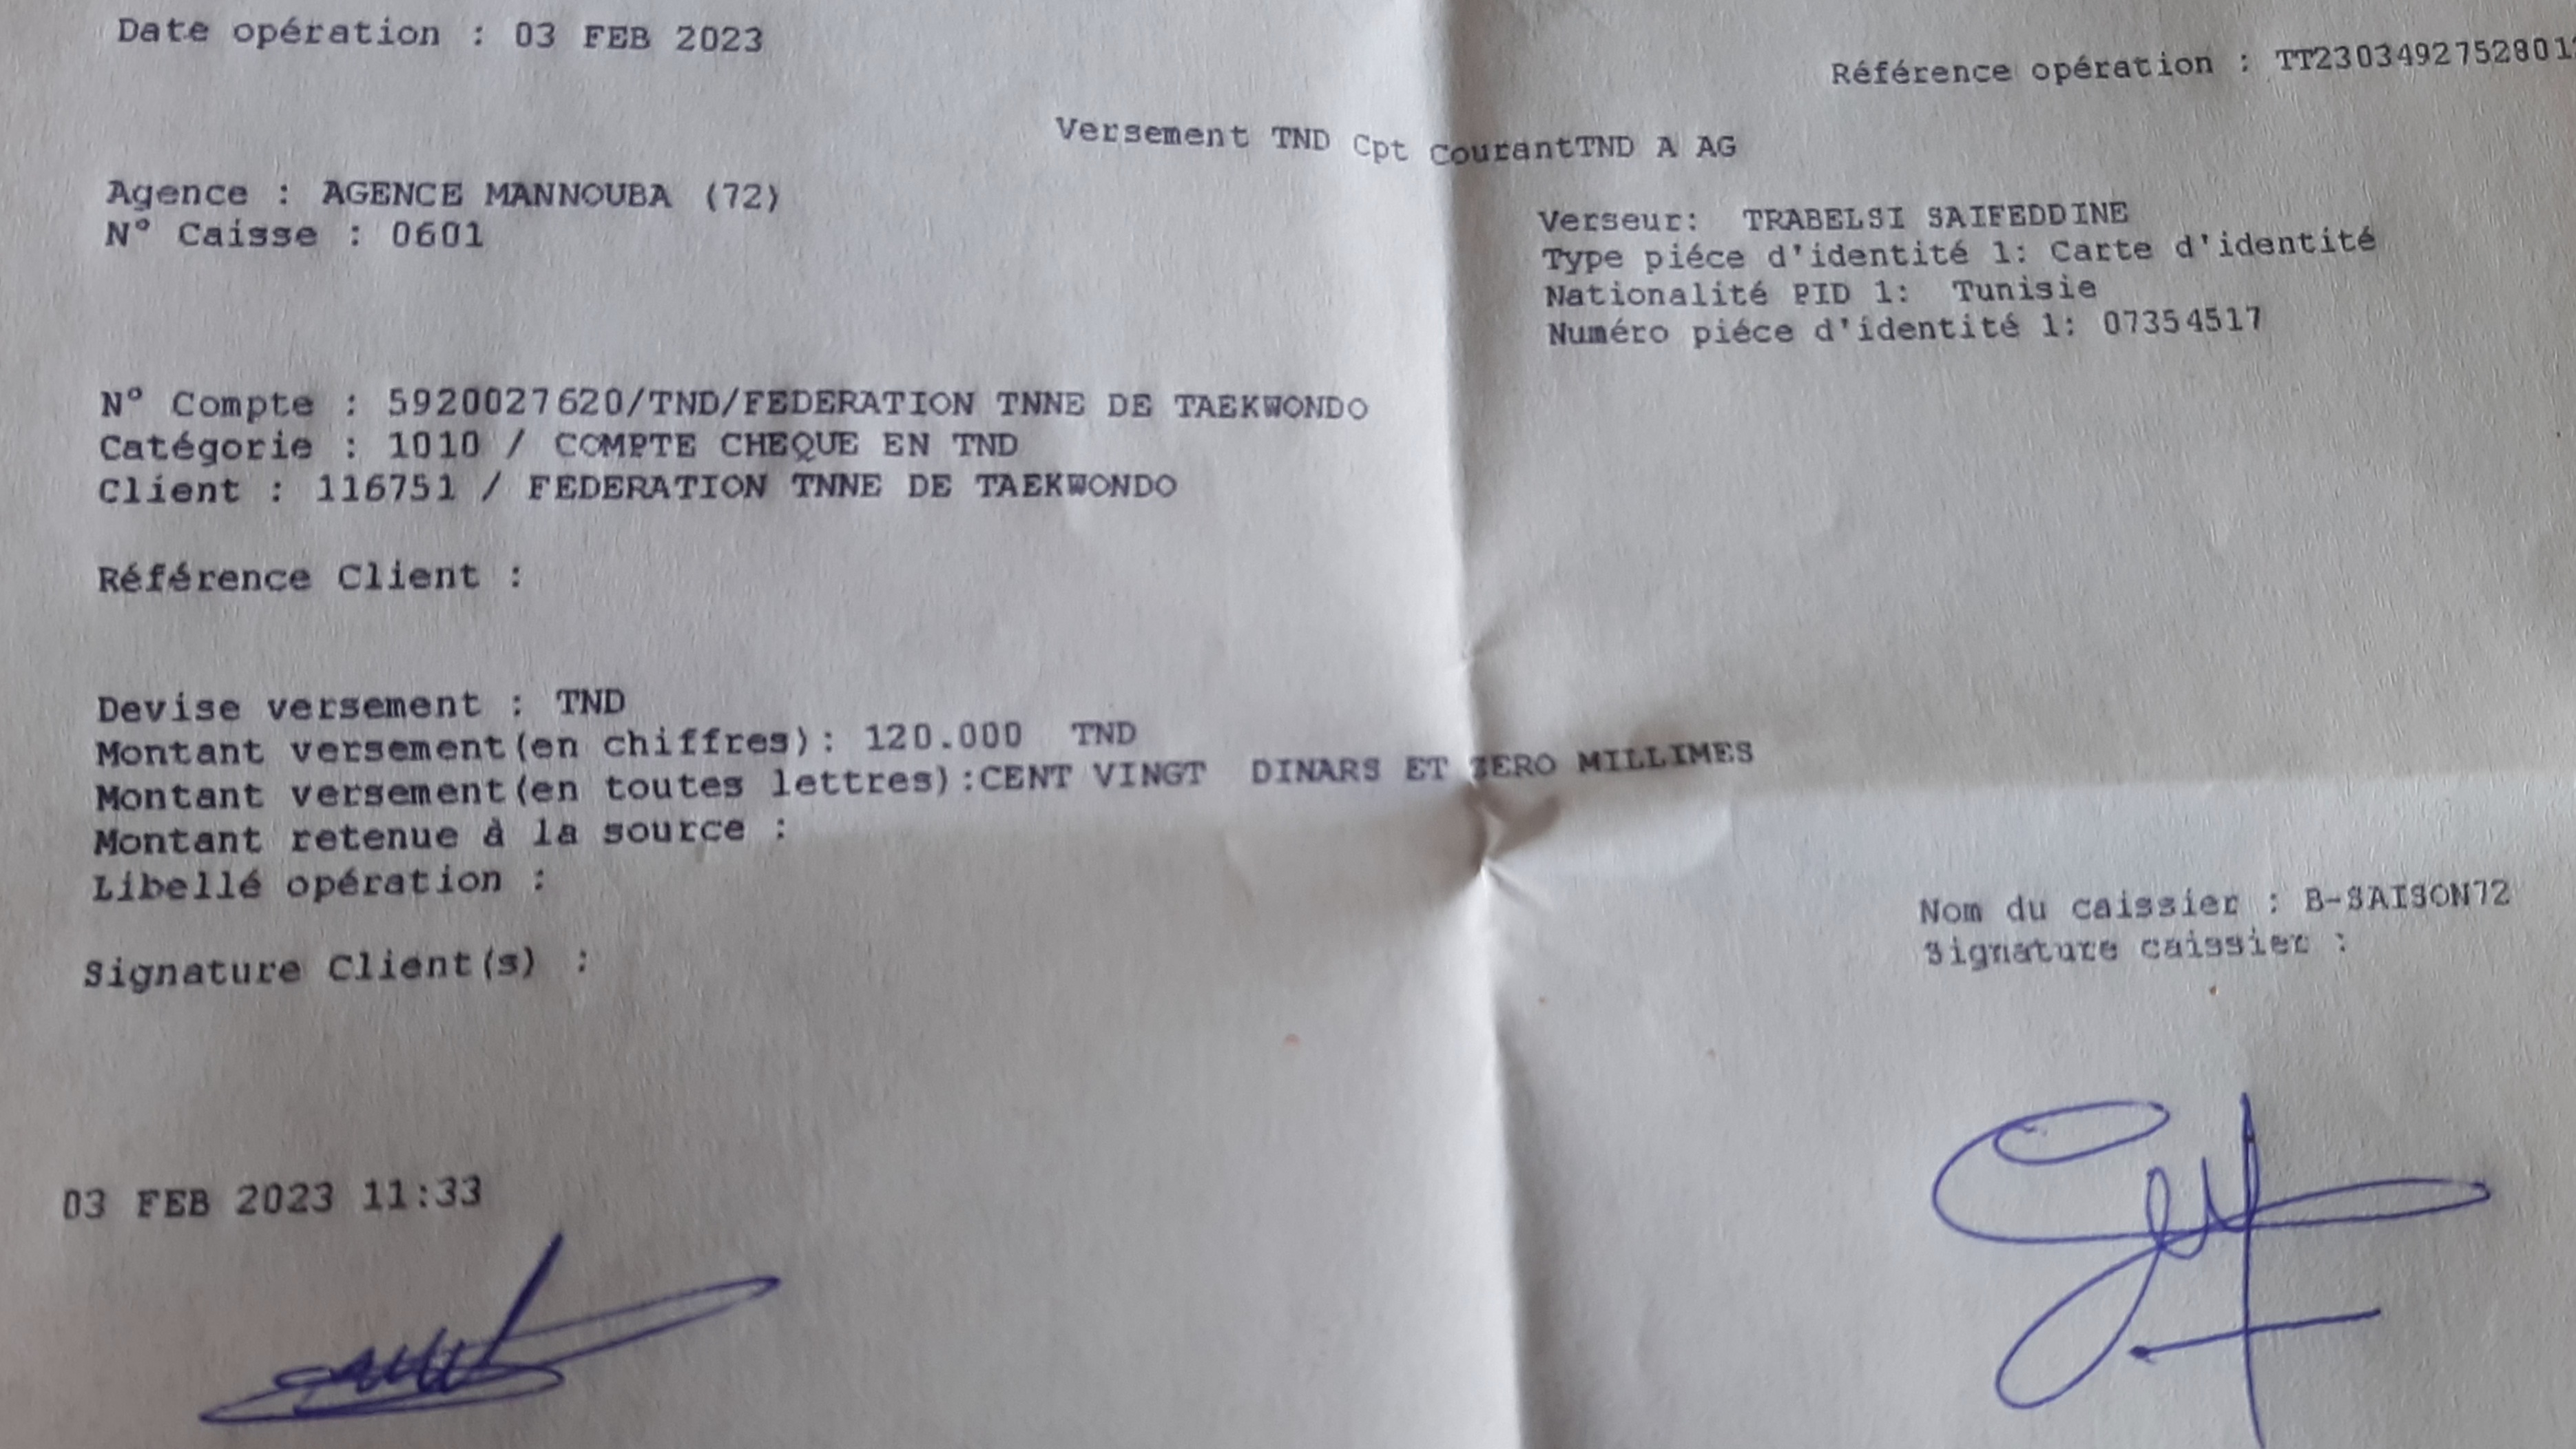 Date opération : 03 FEB 2023
Référence opération : TT2303492752801
Versement TND Cpt CourantTND A AG
Agence : AGENCE MANNOUBA (72)
N° Caisse : 0601
Verseur: TRABELSI SAIFEDDINE
Type piéce d'identité 1: Carte d'identité
Nationalité PID 1: Tunisie
Numéro piéce d'identité 1: 07354517
N° Compte : 5920027620/TND/FEDERATION TNNE DE TAEKWONDO
Catégorie : 1010 / COMPTE CHEQUE EN TND
Client : 116751 / FEDERATION TNNE DE TAEKWONDO
Référence Client :
Devise versement : TND
Montant versement(en chiffres): 120.000 TND
Montant versement(en toutes lettres):CENT VINGT DINARS ET ZERO MILLIMES
Montant retenue à la source :
Libellé opération :
Nom du caissier : B-SAISON72
Signature caissier :
Signature Client(s) :
03 FEB 2023 11:33